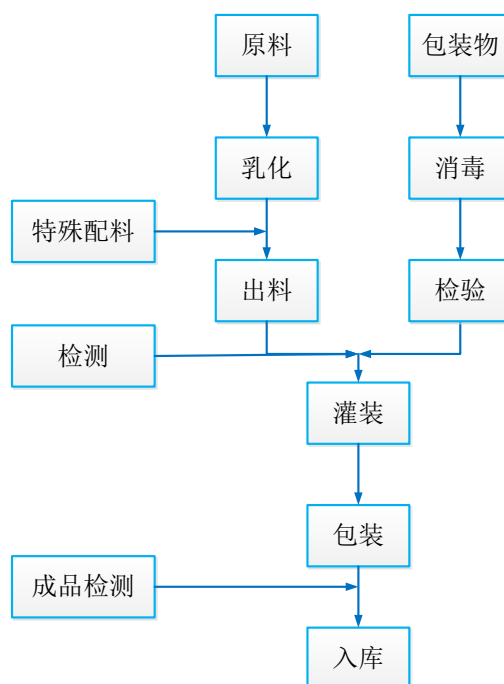 原料
包装物
乳化
消毒
特殊配料
出料
检验
检测
灌装
包装
成品检测
入库